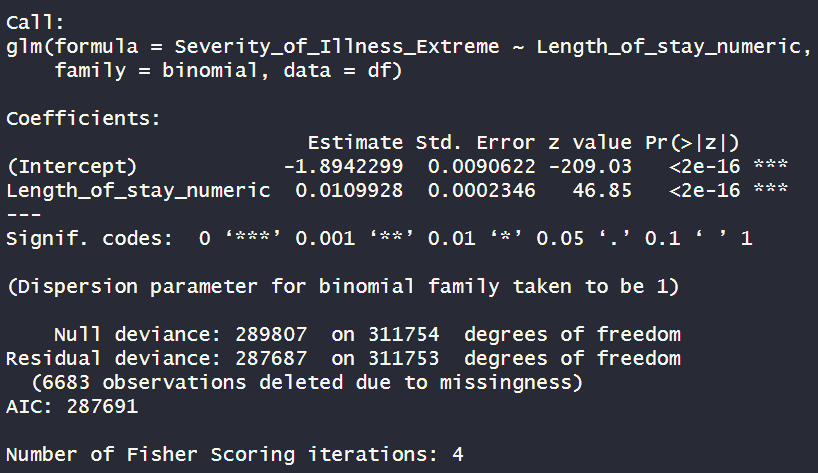 Call:
glm(formula = Severity_of_Illness_Extreme ~ Length_of_stay_numeric,
    family = binomial, data = df)

Coefficients:
                         Estimate Std. Error z value Pr(>|z|)
(Intercept)            -1.8942299  0.0090622 -209.03   <2e-16 ***
Length_of_stay_numeric  0.0109928  0.0002346   46.85   <2e-16 ***
---
Signif. codes:  0 ‘***’ 0.001 ‘**’ 0.01 ‘*’ 0.05 ‘.’ 0.1 ‘ ’ 1

(Dispersion parameter for binomial family taken to be 1)

    Null deviance: 289807  on 311754  degrees of freedom
Residual deviance: 287687  on 311753  degrees of freedom
  (6683 observations deleted due to missingness)
AIC: 287691

Number of Fisher Scoring iterations: 4